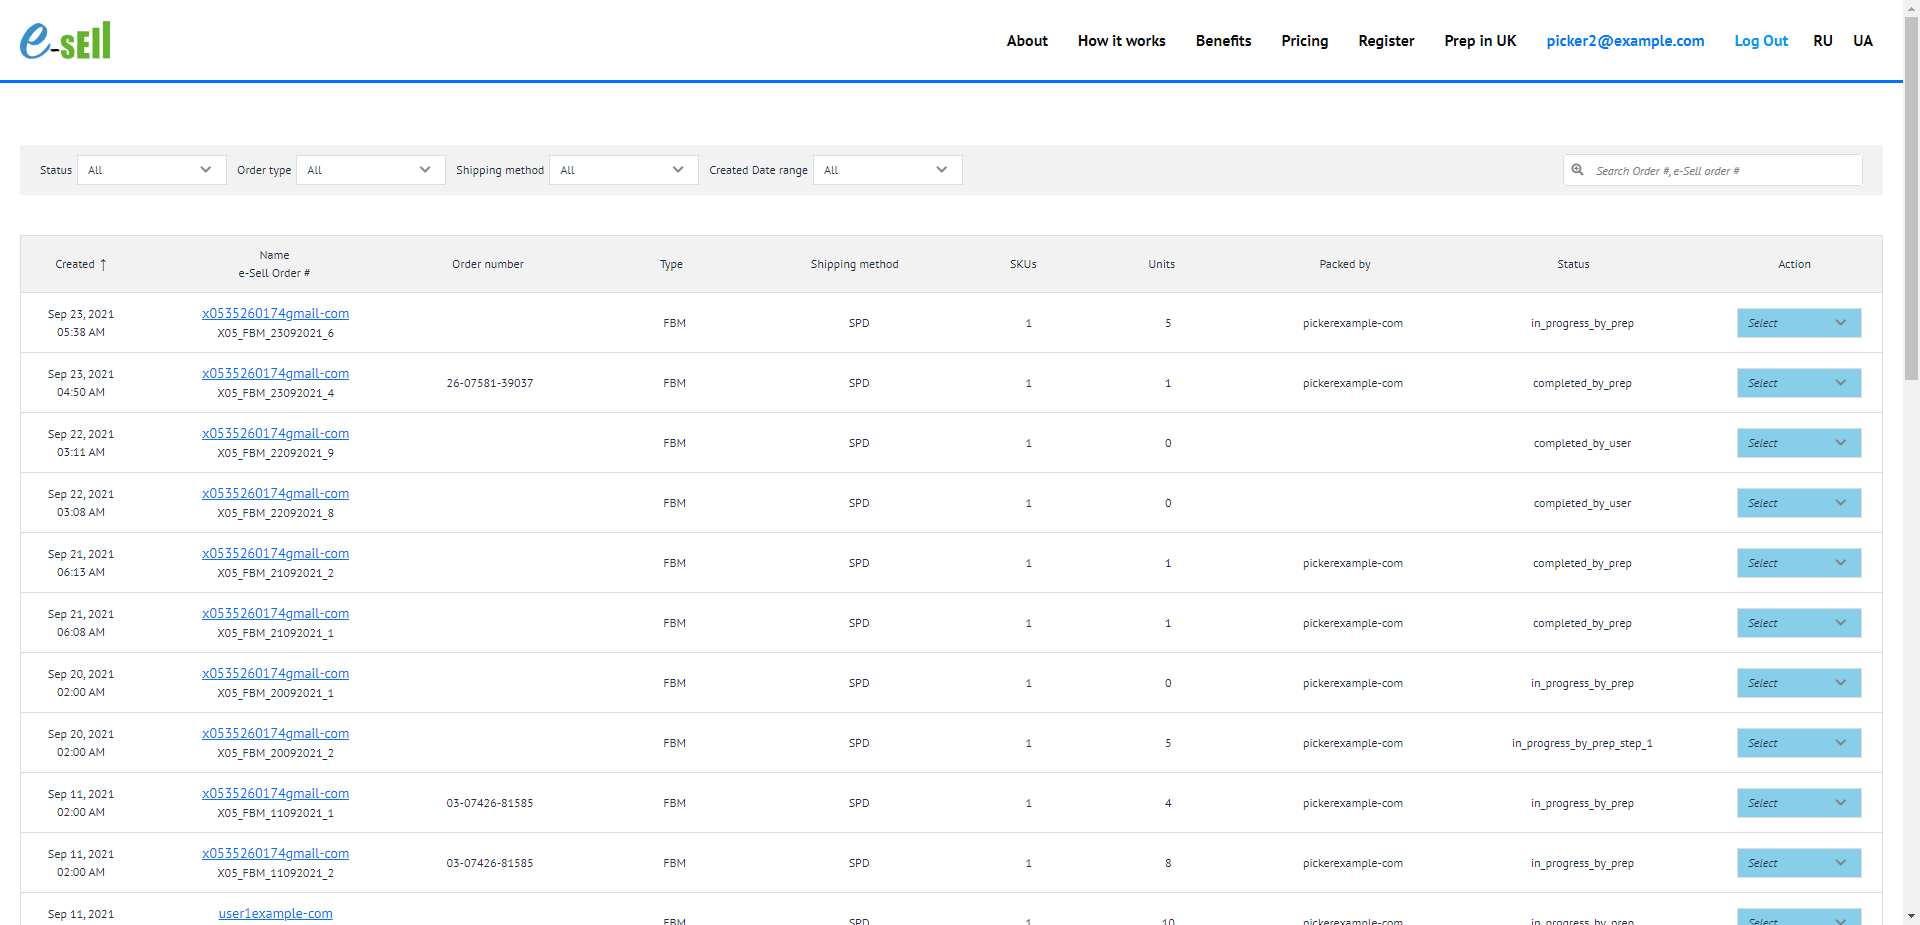 e-sEll
About How it works Benefits Pricing Register Prep in UK picker2@example.com Log Out RU UA
Status All Order type All Shipping method All Created Date range All Search Order #, e-Sell order #
Created ↑ Name Order number Type Shipping method SKUs Units Packed by Status Action
e-Sell Order #
Sep 23, 2021 x0535260174gmail-com FBM SPD 1 5 pickerexample-com in_progress_by_prep Select
05:38 AM X05_FBM_23092021_6
Sep 23, 2021 x0535260174gmail-com 26-07581-39037 FBM SPD 1 1 pickerexample-com completed_by_prep Select
04:50 AM X05_FBM_23092021_4
Sep 22, 2021 x0535260174gmail-com FBM SPD 1 0 completed_by_user Select
03:11 AM X05_FBM_22092021_9
Sep 22, 2021 x0535260174gmail-com FBM SPD 1 0 completed_by_user Select
03:08 AM X05_FBM_22092021_8
Sep 21, 2021 x0535260174gmail-com FBM SPD 1 1 pickerexample-com completed_by_prep Select
06:13 AM X05_FBM_21092021_2
Sep 21, 2021 x0535260174gmail-com FBM SPD 1 1 pickerexample-com completed_by_prep Select
06:08 AM X05_FBM_21092021_1
Sep 20, 2021 x0535260174gmail-com FBM SPD 1 0 pickerexample-com in_progress_by_prep Select
02:00 AM X05_FBM_20092021_1
Sep 20, 2021 x0535260174gmail-com FBM SPD 1 5 pickerexample-com in_progress_by_prep_step_1 Select
02:00 AM X05_FBM_20092021_2
Sep 11, 2021 x0535260174gmail-com 03-07426-81585 FBM SPD 1 4 pickerexample-com in_progress_by_prep Select
02:00 AM X05_FBM_11092021_1
Sep 11, 2021 x0535260174gmail-com 03-07426-81585 FBM SPD 1 8 pickerexample-com in_progress_by_prep Select
02:00 AM X05_FBM_11092021_2
Sep 11, 2021 user1example-com FBM SPD 1 10 pickerexample-com in_progress_by_prep Select